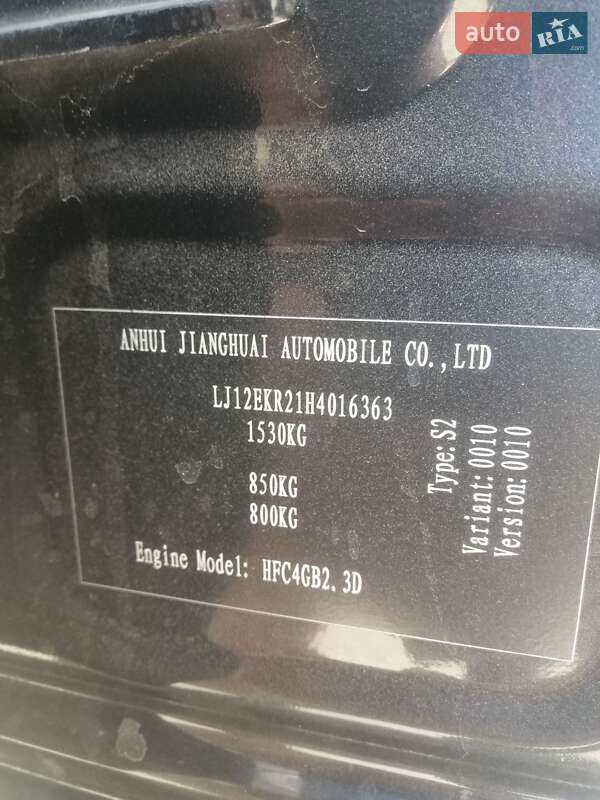 auto RIA .com
ANHUI JIANGHUAI AUTOMOBILE CO.,LTD
LJ12EKR21H4016363
1530KG
850KG
800KG
Engine Model: HFC4GB2.3D
Type: S2
Variant: 0010
Version: 0010